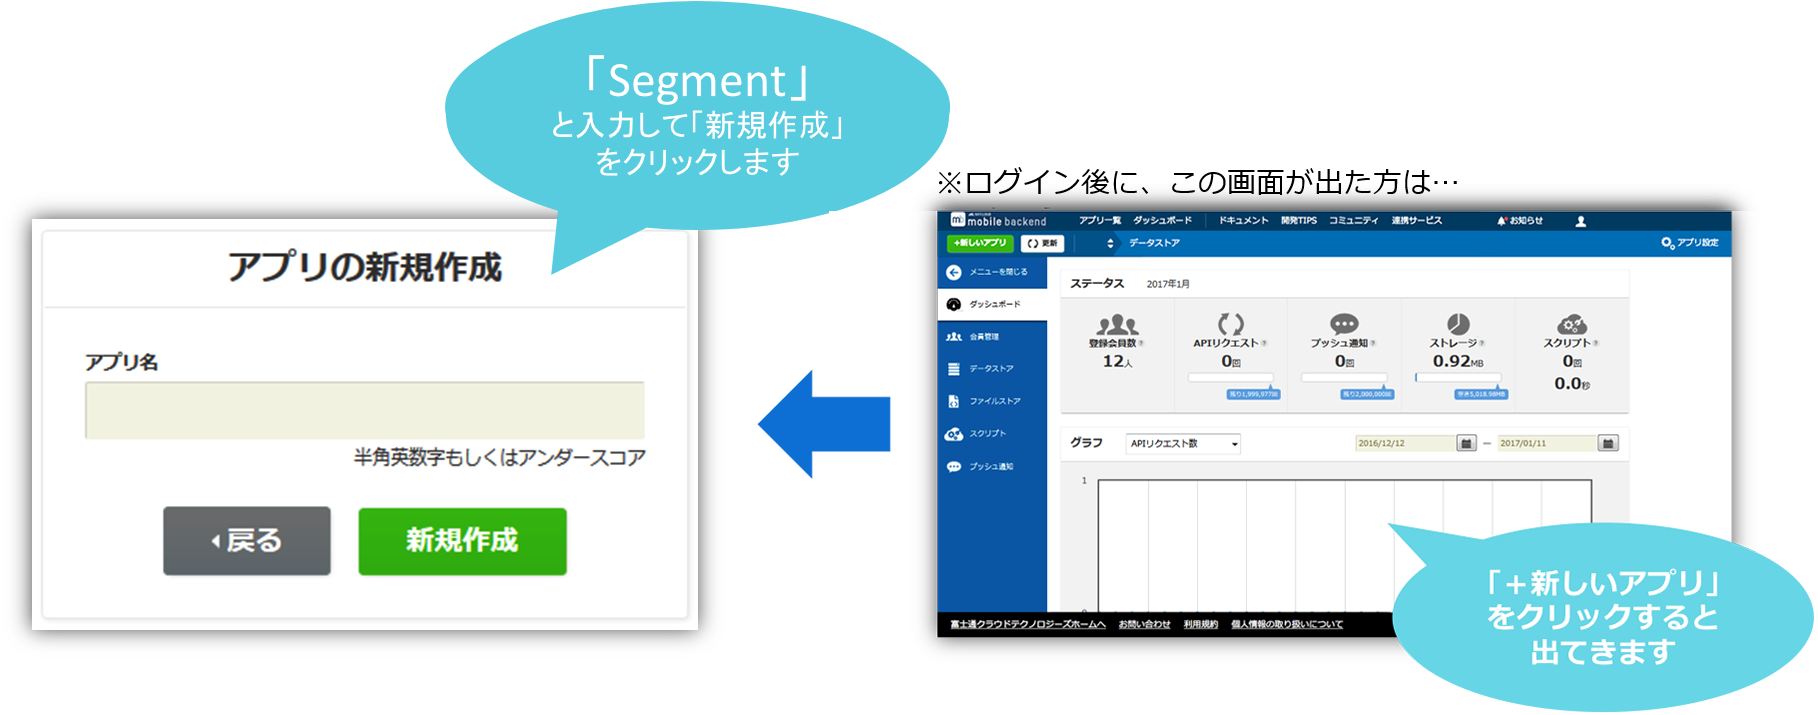 「Segment」
と入力して「新規作成」
をクリックします
アプリの新規作成
アプリ名
半角英数字もしくはアンダースコア
戻る
新規作成
※ログイン後に、この画面が出た方は…
mobile backend
アプリ一覧 ダッシュボード ドキュメント 開発TIPS コミュニティ 連携サービス お知らせ
+新しいアプリ 更新 データストア アプリ設定
メニューを閉じる
ダッシュボード
会員管理
データストア
ファイルストア
スクリプト
プッシュ通知
ステータス 2017年1月
登録会員数 APIリクエスト プッシュ通知 ストレージ スクリプト
12人 0回 0回 0.92MB 0回
0.0秒
残り1,999,977回 残り2,000,000回 空き5,018.98MB
グラフ APIリクエスト数 2016/12/12 – 2017/01/11
1
0
富士通クラウドテクノロジーズホームへ お問い合わせ 利用規約 個人情報の取り扱いについて
「＋新しいアプリ」
をクリックすると
出てきます